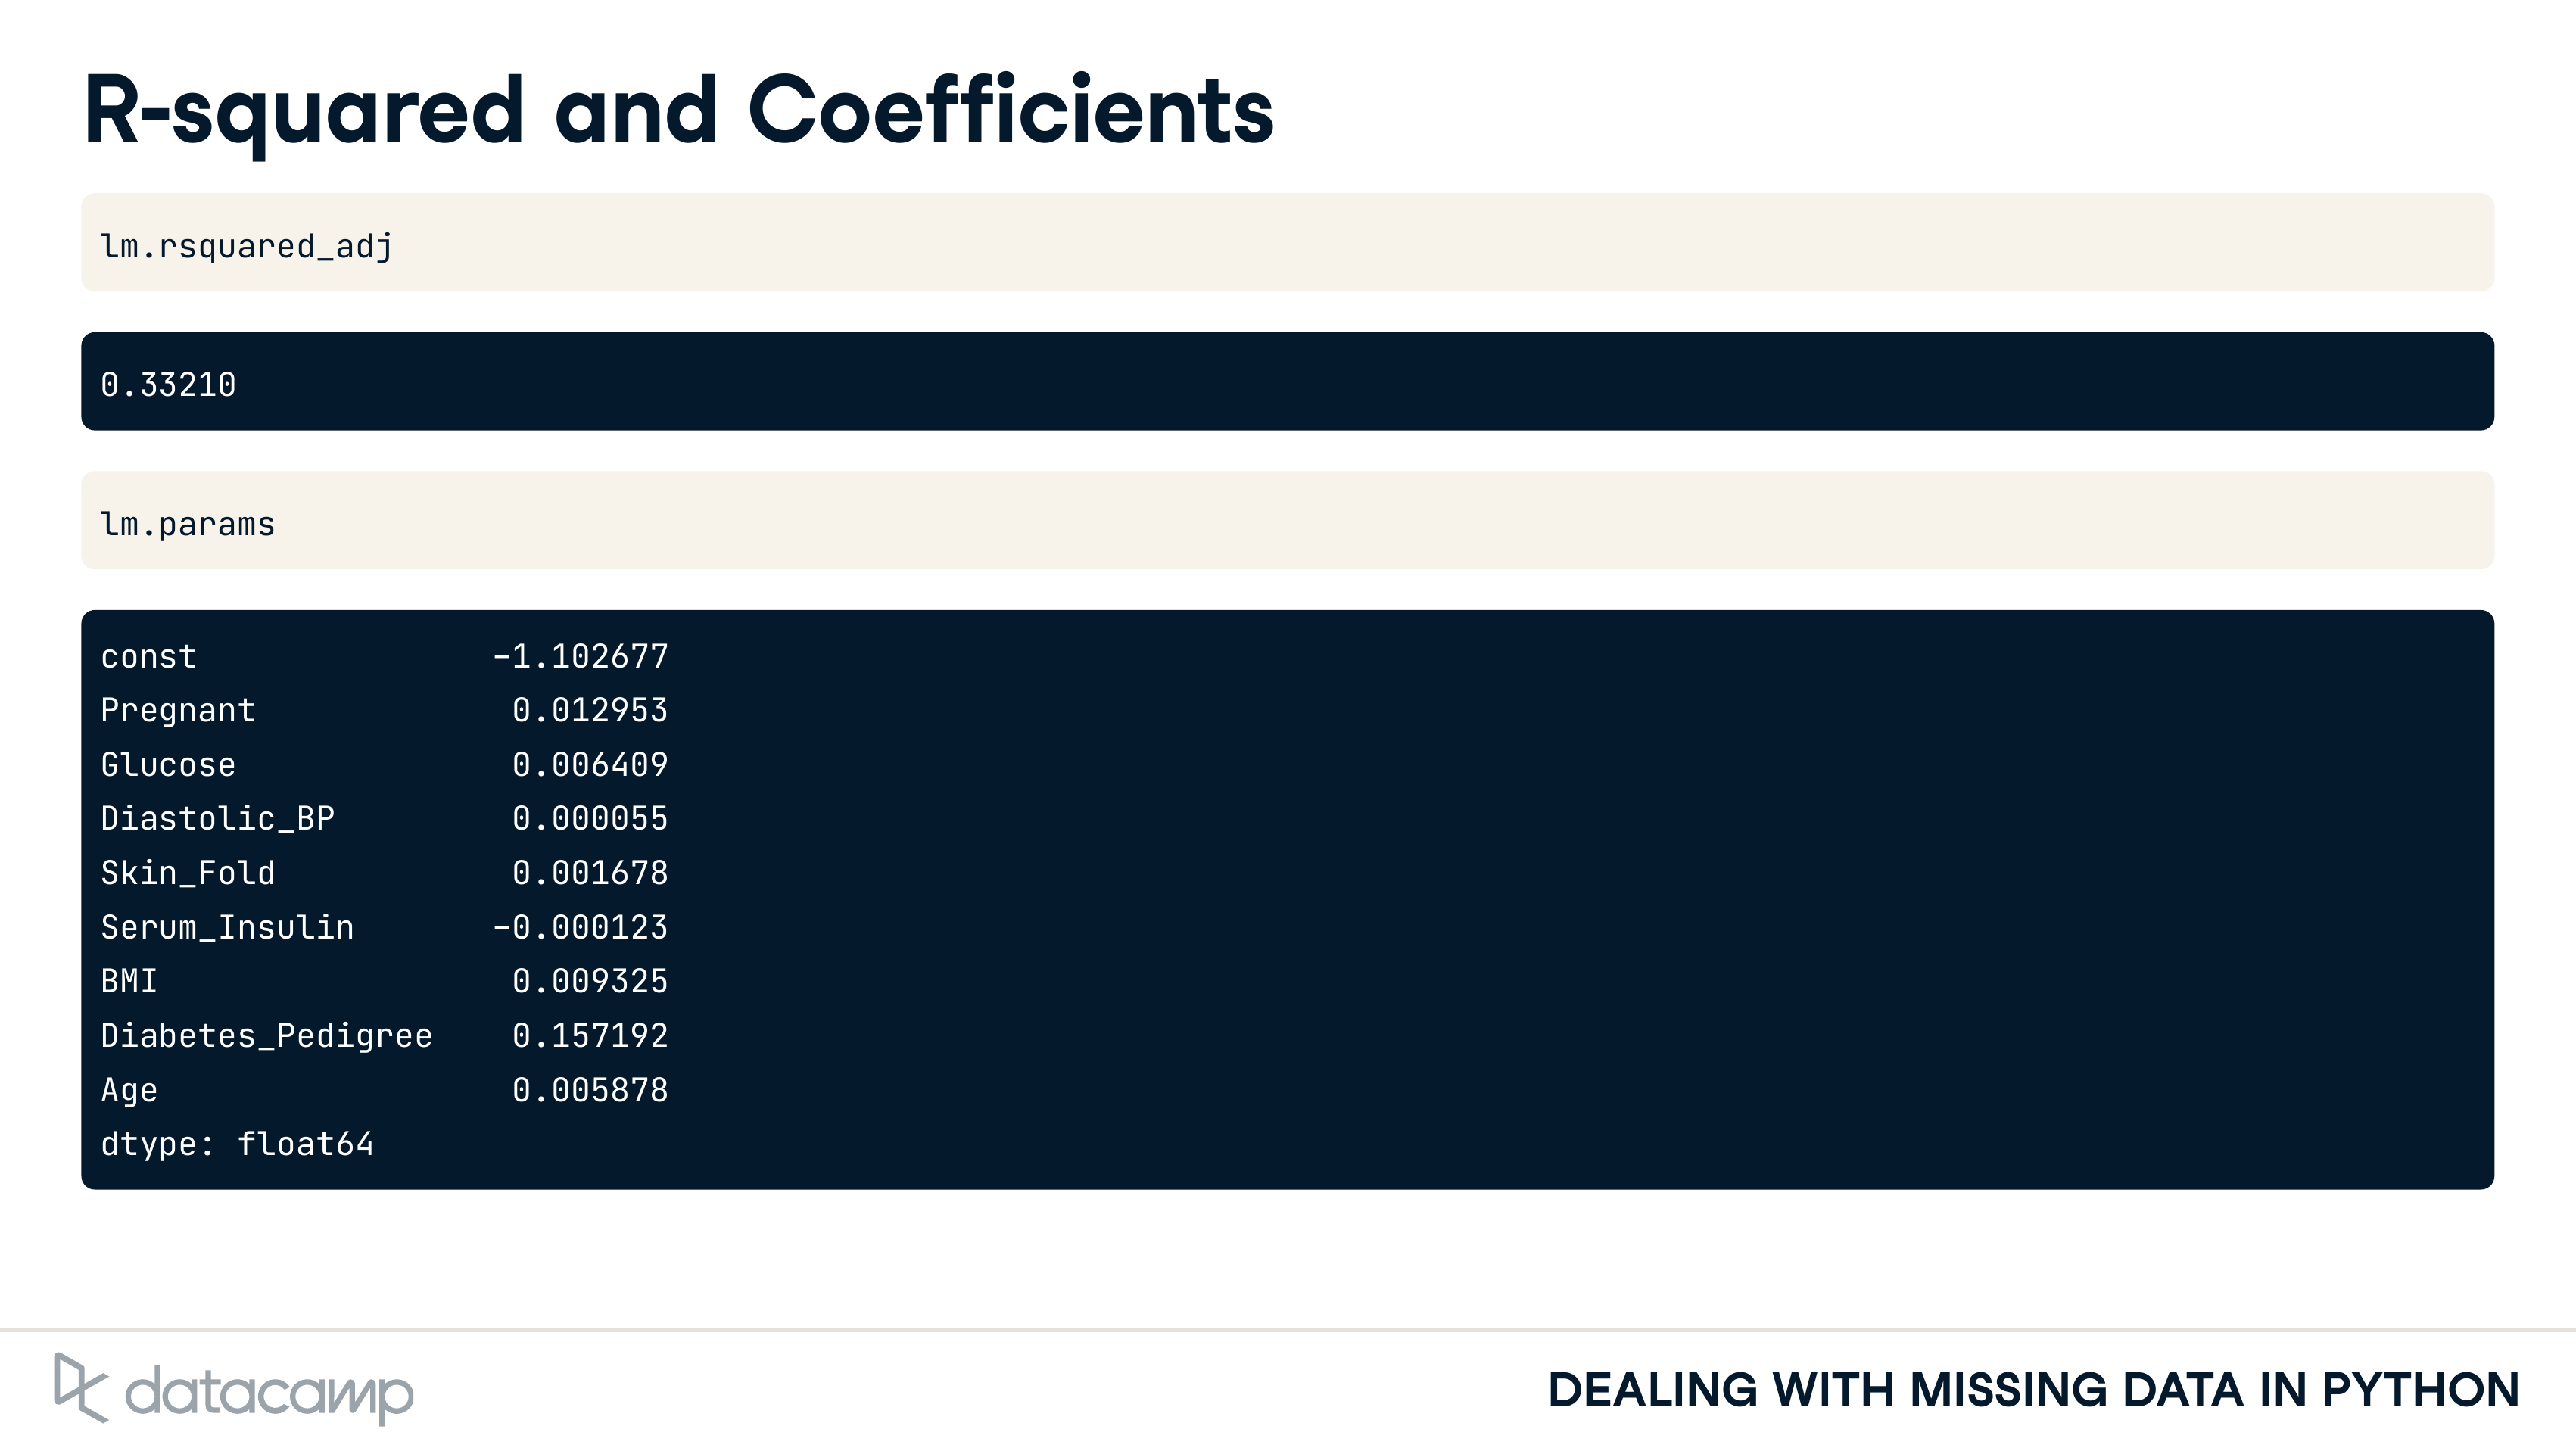 R-squared and Coefficients
lm.rsquared_adj
0.33210
lm.params
const               -1.102677
Pregnant             0.012953
Glucose              0.006409
Diastolic_BP         0.000055
Skin_Fold            0.001678
Serum_Insulin       -0.000123
BMI                  0.009325
Diabetes_Pedigree    0.157192
Age                  0.005878
dtype: float64
datacamp
DEALING WITH MISSING DATA IN PYTHON